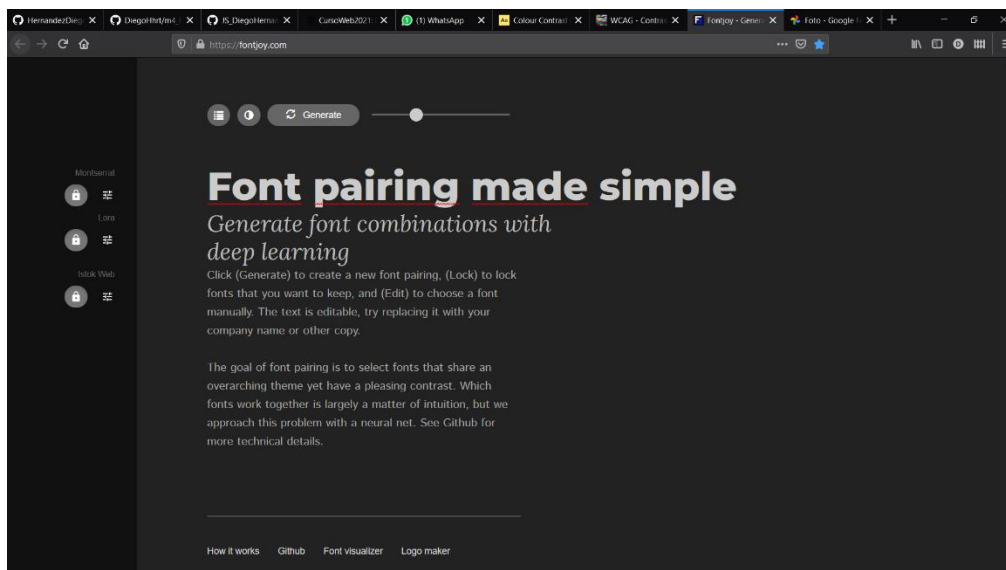 HernandezDieg
DiegoHhrt/m4_
JS_DiegoHernan
CursoWeb2021
(1) WhatsApp
Aa Colour Contrast
WCAG - Contras
Fontjoy - Gener
Foto - Google F
https://fontjoy.com
Generate
Montserrat
Lora
Istok Web
Font pairing made simple
Generate font combinations with
deep learning
Click (Generate) to create a new font pairing, (Lock) to lock
fonts that you want to keep, and (Edit) to choose a font
manually. The text is editable, try replacing it with your
company name or other copy.
The goal of font pairing is to select fonts that share an
overarching theme yet have a pleasing contrast. Which
fonts work together is largely a matter of intuition, but we
approach this problem with a neural net. See Github for
more technical details.
How it works Github Font visualizer Logo maker